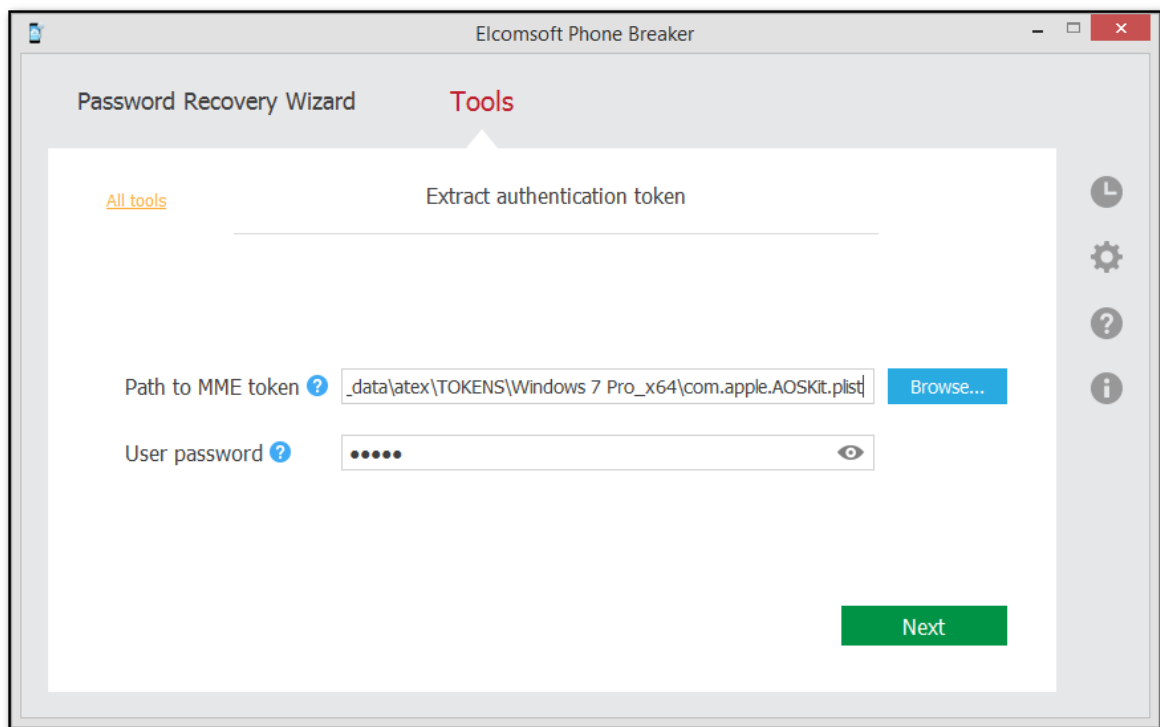 Elcomsoft Phone Breaker
Password Recovery Wizard
Tools
All tools
Extract authentication token
Path to MME token ? _data\atex\TOKENS\Windows 7 Pro_x64\com.apple.AOSKit.plist Browse...
User password ? •••••
Next